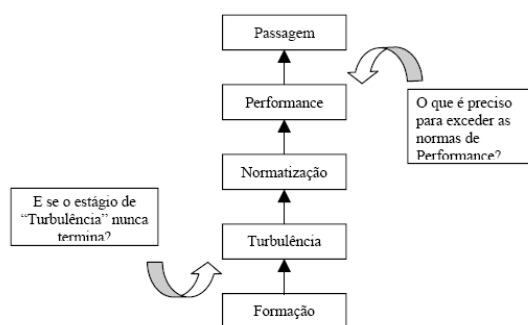 Passagem
Performance
O que é preciso
para exceder as
normas de
Performance?
Normatização
E se o estágio de
"Turbulência" nunca
termina?
Turbulência
Formação